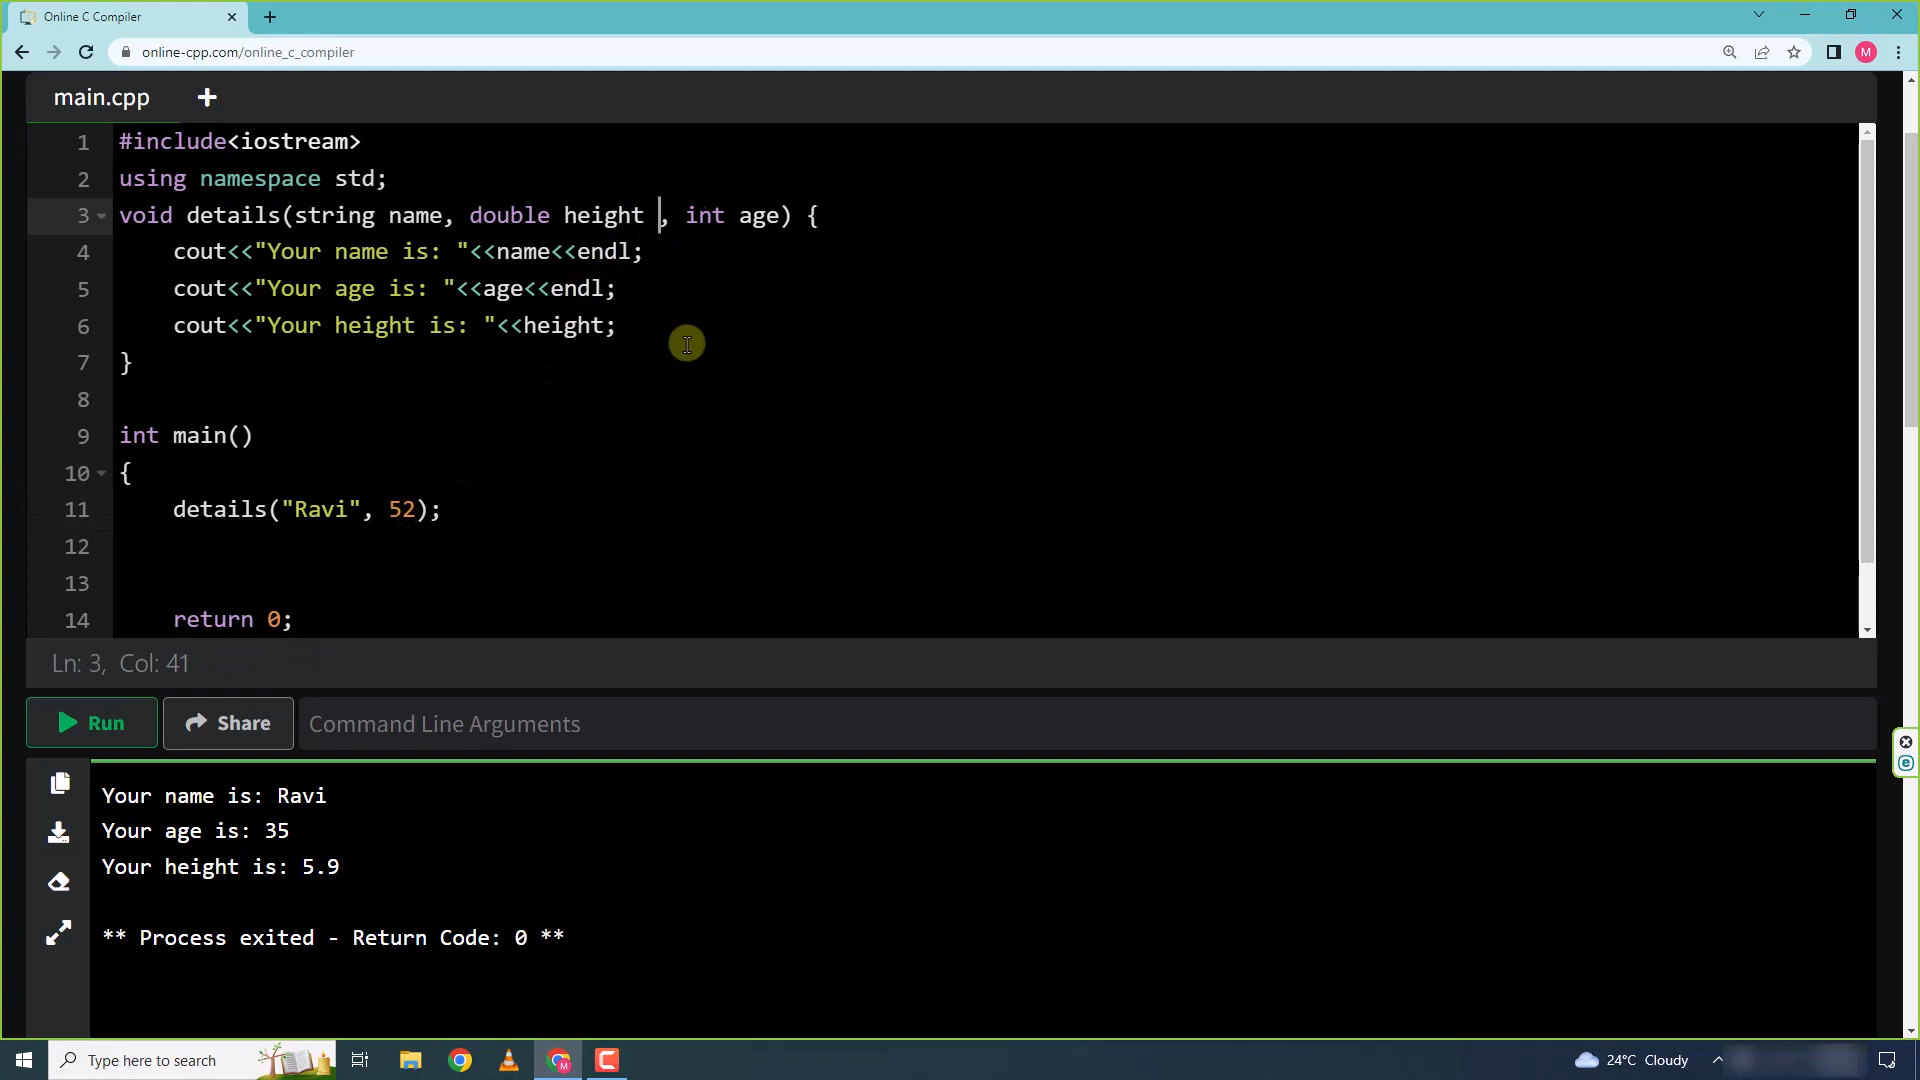 Online C Compiler
online-cpp.com/online_c_compiler
M
main.cpp
1 #include<iostream>
2 using namespace std;
3 void details(string name, double height , int age) {
4     cout<<"Your name is: "<<name<<endl;
5     cout<<"Your age is: "<<age<<endl;
6     cout<<"Your height is: "<<height;
7 }
8
9 int main()
10 {
11     details("Ravi", 52);
12
13
14     return 0;
Ln: 3, Col: 41
Run Share Command Line Arguments
Your name is: Ravi
Your age is: 35
Your height is: 5.9
** Process exited - Return Code: 0 **
Type here to search 24°C Cloudy